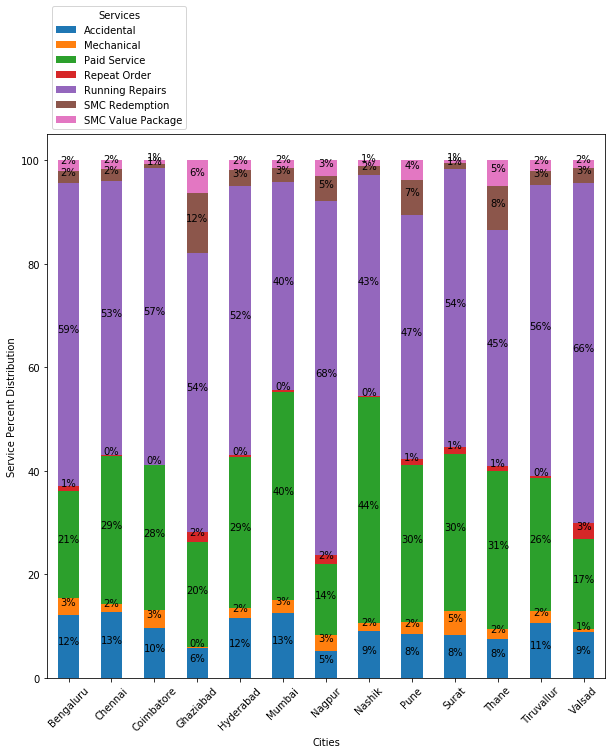 Services
Accidental
Mechanical
Paid Service
Repeat Order
Running Repairs
SMC Redemption
SMC Value Package
100
80
60
40
20
0
Service Percent Distribution
2% 2% 1% 6% 2% 2% 3% 1% 4% 1% 5% 2% 2%
2% 2% 1% 12% 3% 3% 5% 2% 7% 1% 8% 3% 3%
59% 53% 57% 54% 52% 40% 68% 43% 47% 54% 45% 56% 66%
1% 0% 0% 2% 0% 0% 2% 0% 1% 1% 1% 0% 3%
21% 29% 28% 20% 29% 40% 14% 44% 30% 30% 31% 26% 17%
3% 2% 3% 0% 2% 3% 3% 2% 2% 5% 2% 2% 1%
12% 13% 10% 6% 12% 13% 5% 9% 8% 8% 8% 11% 9%
Bengaluru Chennai Coimbatore Ghaziabad Hyderabad Mumbai Nagpur Nashik Pune Surat Thane Tiruvallur Valsad
Cities